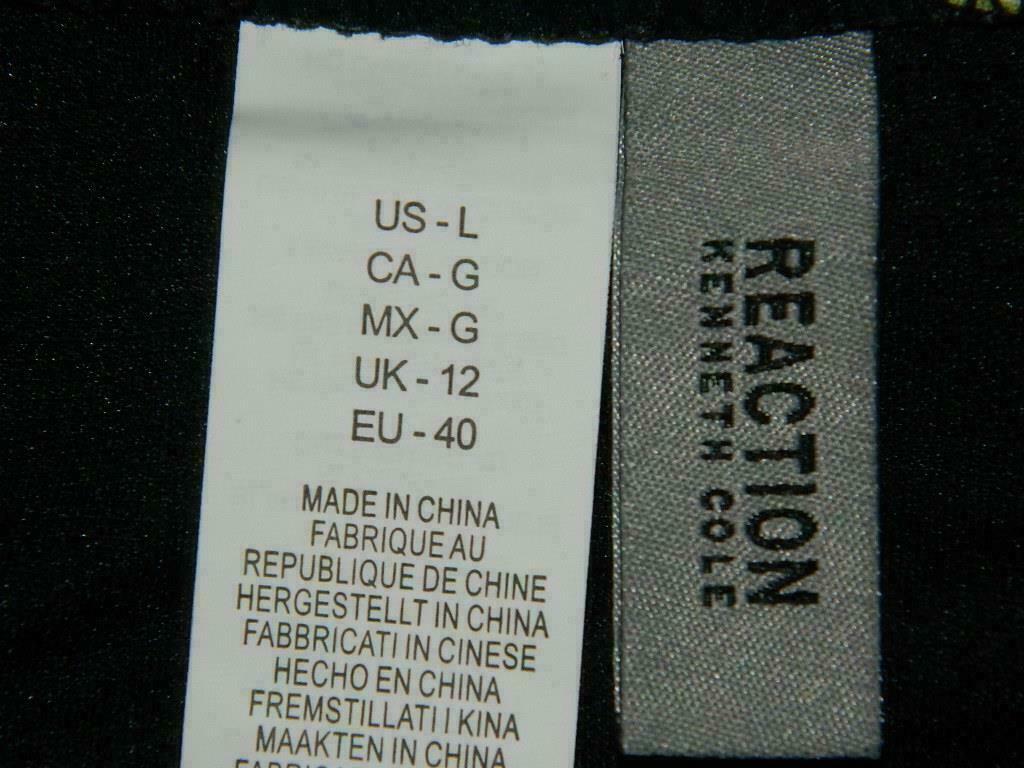 US - L
CA - G
MX - G
UK - 12
EU - 40
MADE IN CHINA
FABRIQUE AU
REPUBLIQUE DE CHINE
HERGESTELLT IN CHINA
FABBRICATI IN CINESE
HECHO EN CHINA
FREMSTILLAT I I KINA
MAAKTEN IN CHINA
REACTION
KENNETH COLE